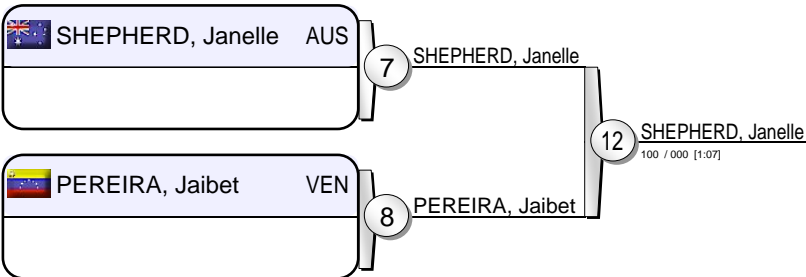 SHEPHERD, Janelle AUS
7
SHEPHERD, Janelle
12
SHEPHERD, Janelle
100 / 000 [1:07]
PEREIRA, Jaibet VEN
8
PEREIRA, Jaibet